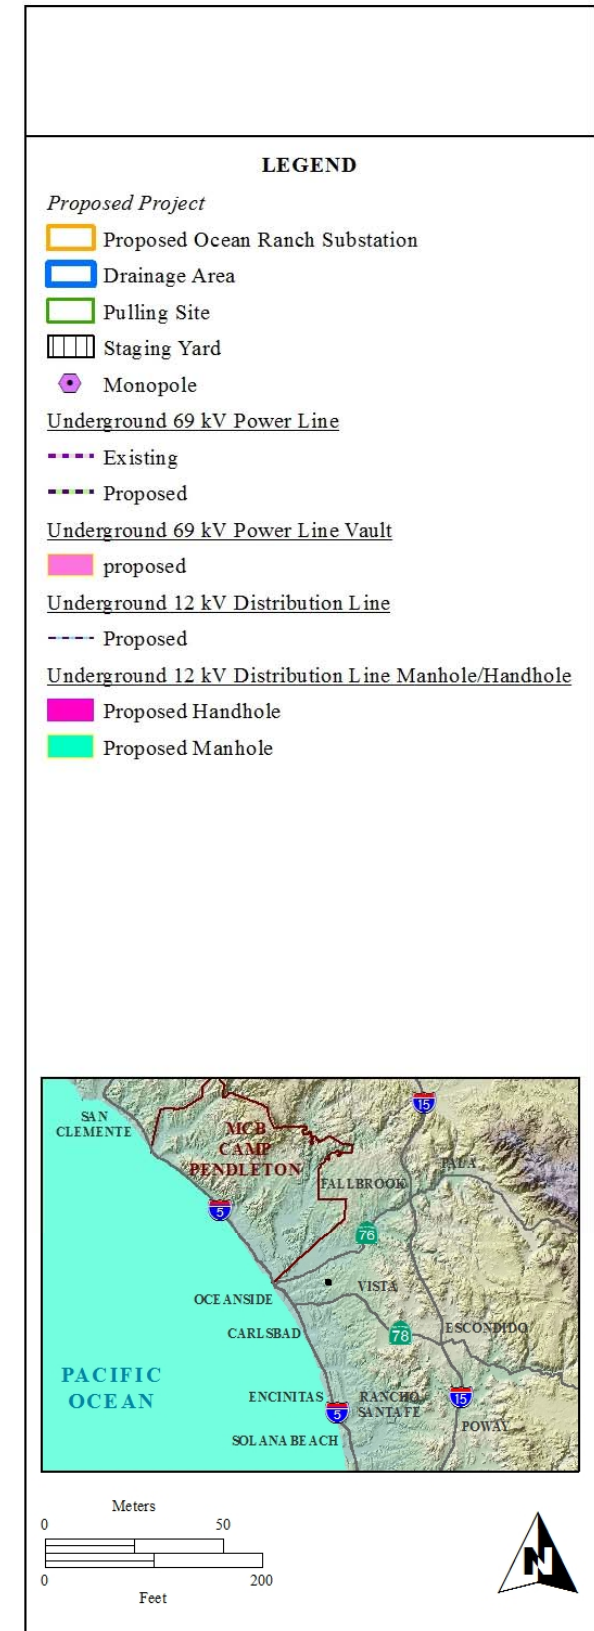 LEGEND
Proposed Project
Proposed Ocean Ranch Substation
Drainage Area
Pulling Site
Staging Yard
Monopole
Underground 69 kV Power Line
Existing
Proposed
Underground 69 kV Power Line Vault
proposed
Underground 12 kV Distribution Line
Proposed
Underground 12 kV Distribution Line Manhole/Handhole
Proposed Handhole
Proposed Manhole
15
SAN
CLEMENTE
MCB
CAMP
PENDLETON
PALA
FALLBROOK
5
76
VISTA
OCEANSIDE
CARLSBAD
78
ESCONDIDO
PACIFIC
OCEAN
ENCINITAS
5
RANCHO
SANTA FE
15
POWAY
SOLANA BEACH
Meters
0 50
0 200
Feet
N